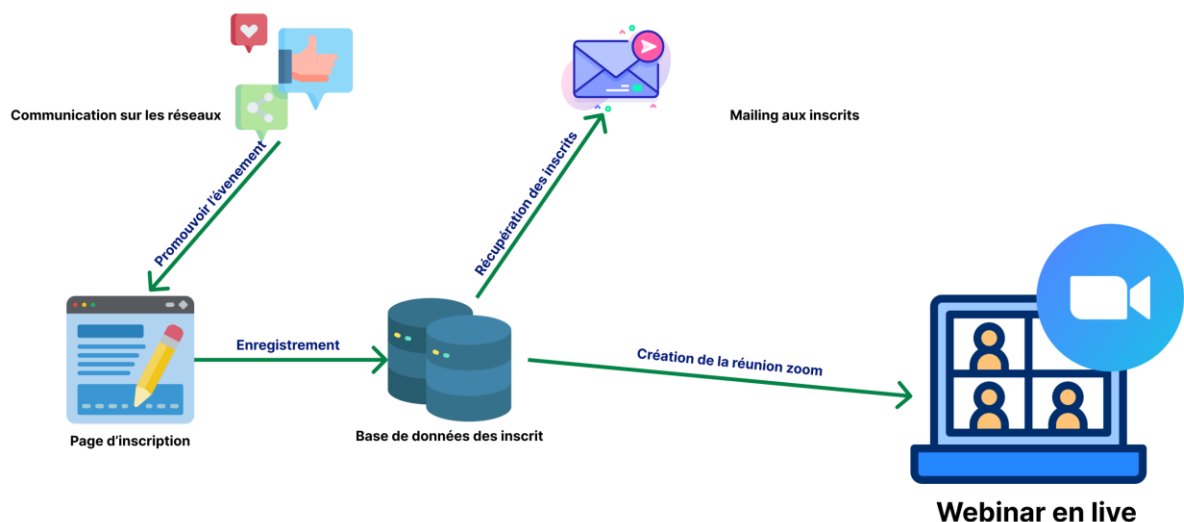 Communication sur les réseaux
Mailing aux inscrits
Promouvoir l'évenement
Récupération des inscrits
Enregistrement
Création de la réunion zoom
Page d'inscription
Base de données des inscrit
Webinar en live